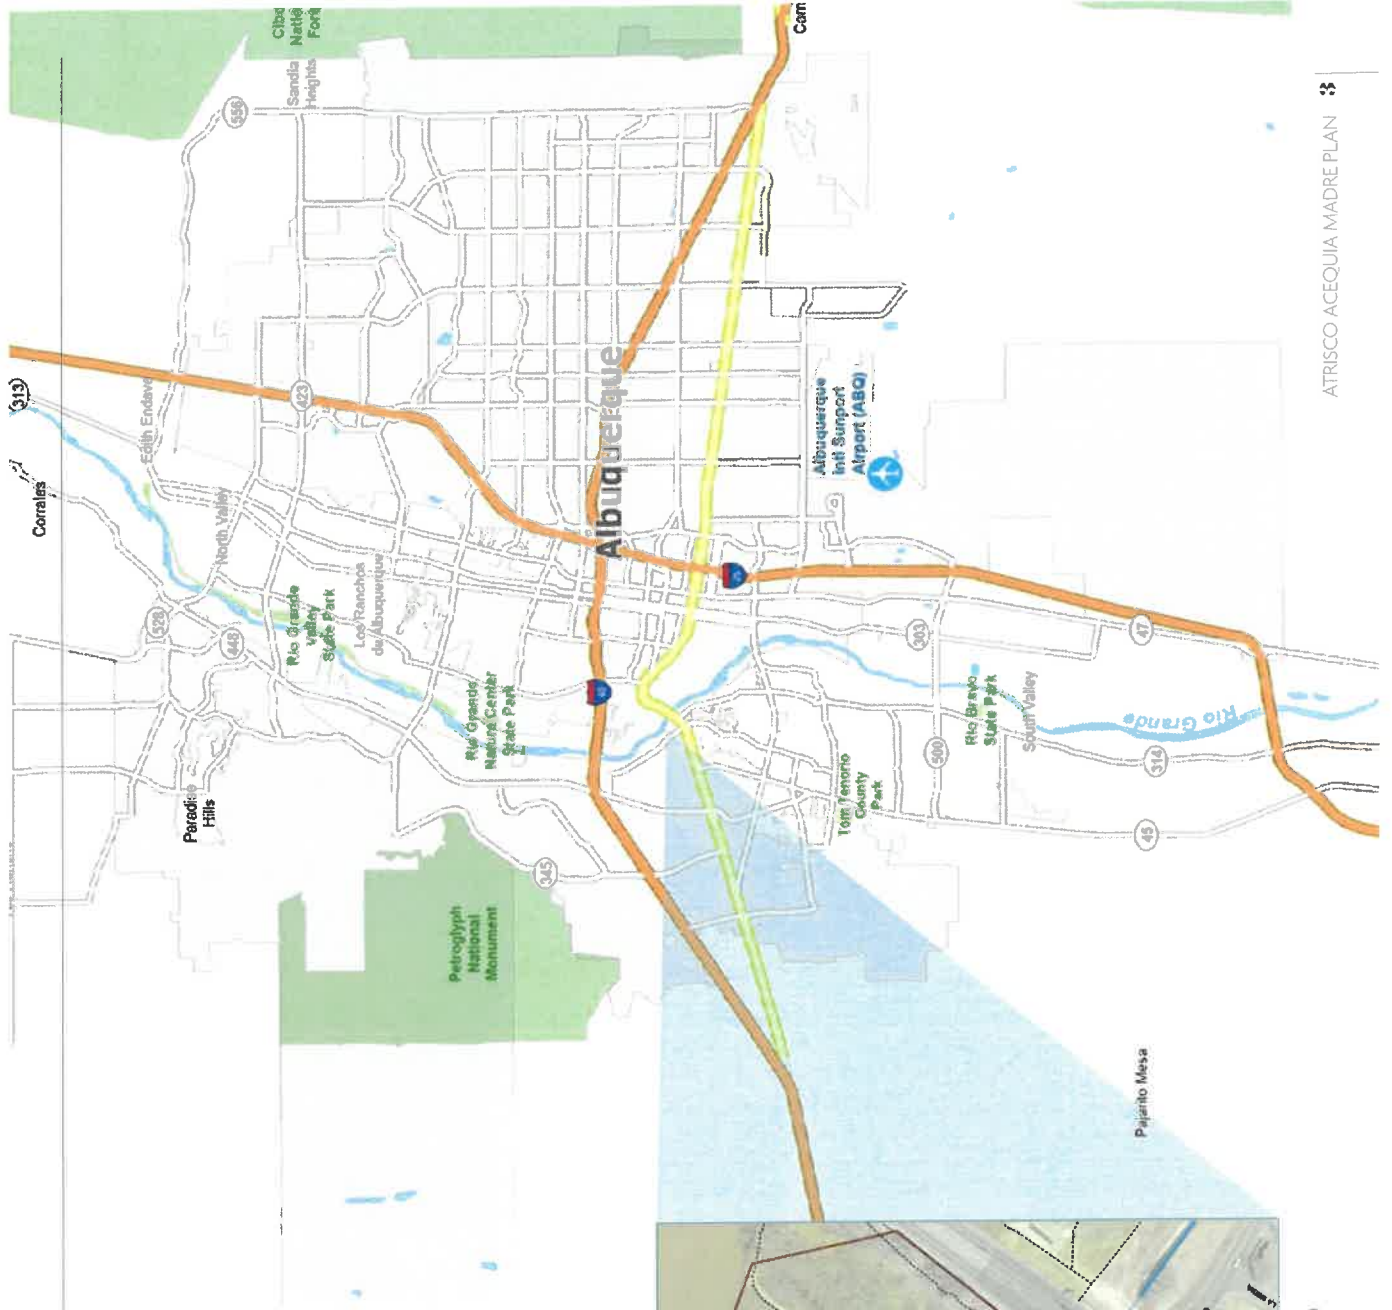 Sandia
Heights
556
Corrales
313
Edith Endave
North Valley
423
528
448
Rio Grande
Valley
State Park
Los Ranchos
de Albuquerque
Paradise
Hills
Rio Grande
Nature Center
State Park
Petroglyph
National
Monument
345
40
Albuquerque
25
Albuquerque
Intl Sunport
Airport (ABQ)
303
500
Tom Tenorio
County
Park
Rio Bravo
State Park
South Valley
Rio Grande
47
314
45
Pajarito Mesa
ATRISCO ACEQUIA MADRE PLAN
3